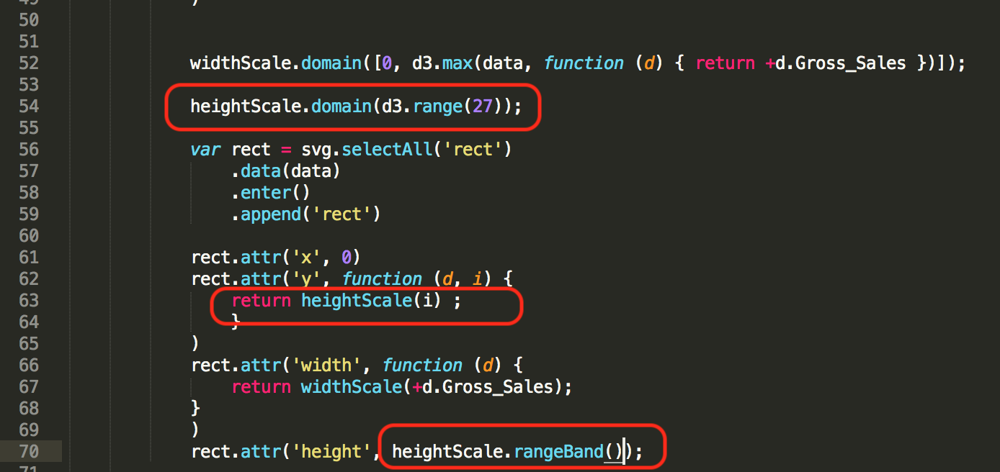 49 )
50
51
52 widthScale.domain([0, d3.max(data, function (d) { return +d.Gross_Sales })]);
53
54 heightScale.domain(d3.range(27));
55
56 var rect = svg.selectAll('rect')
57 .data(data)
58 .enter()
59 .append('rect')
60
61 rect.attr('x', 0)
62 rect.attr('y', function (d, i) {
63 return heightScale(i) ;
64 }
65 )
66 rect.attr('width', function (d) {
67 return widthScale(+d.Gross_Sales);
68 }
69 )
70 rect.attr('height', heightScale.rangeBand());
71